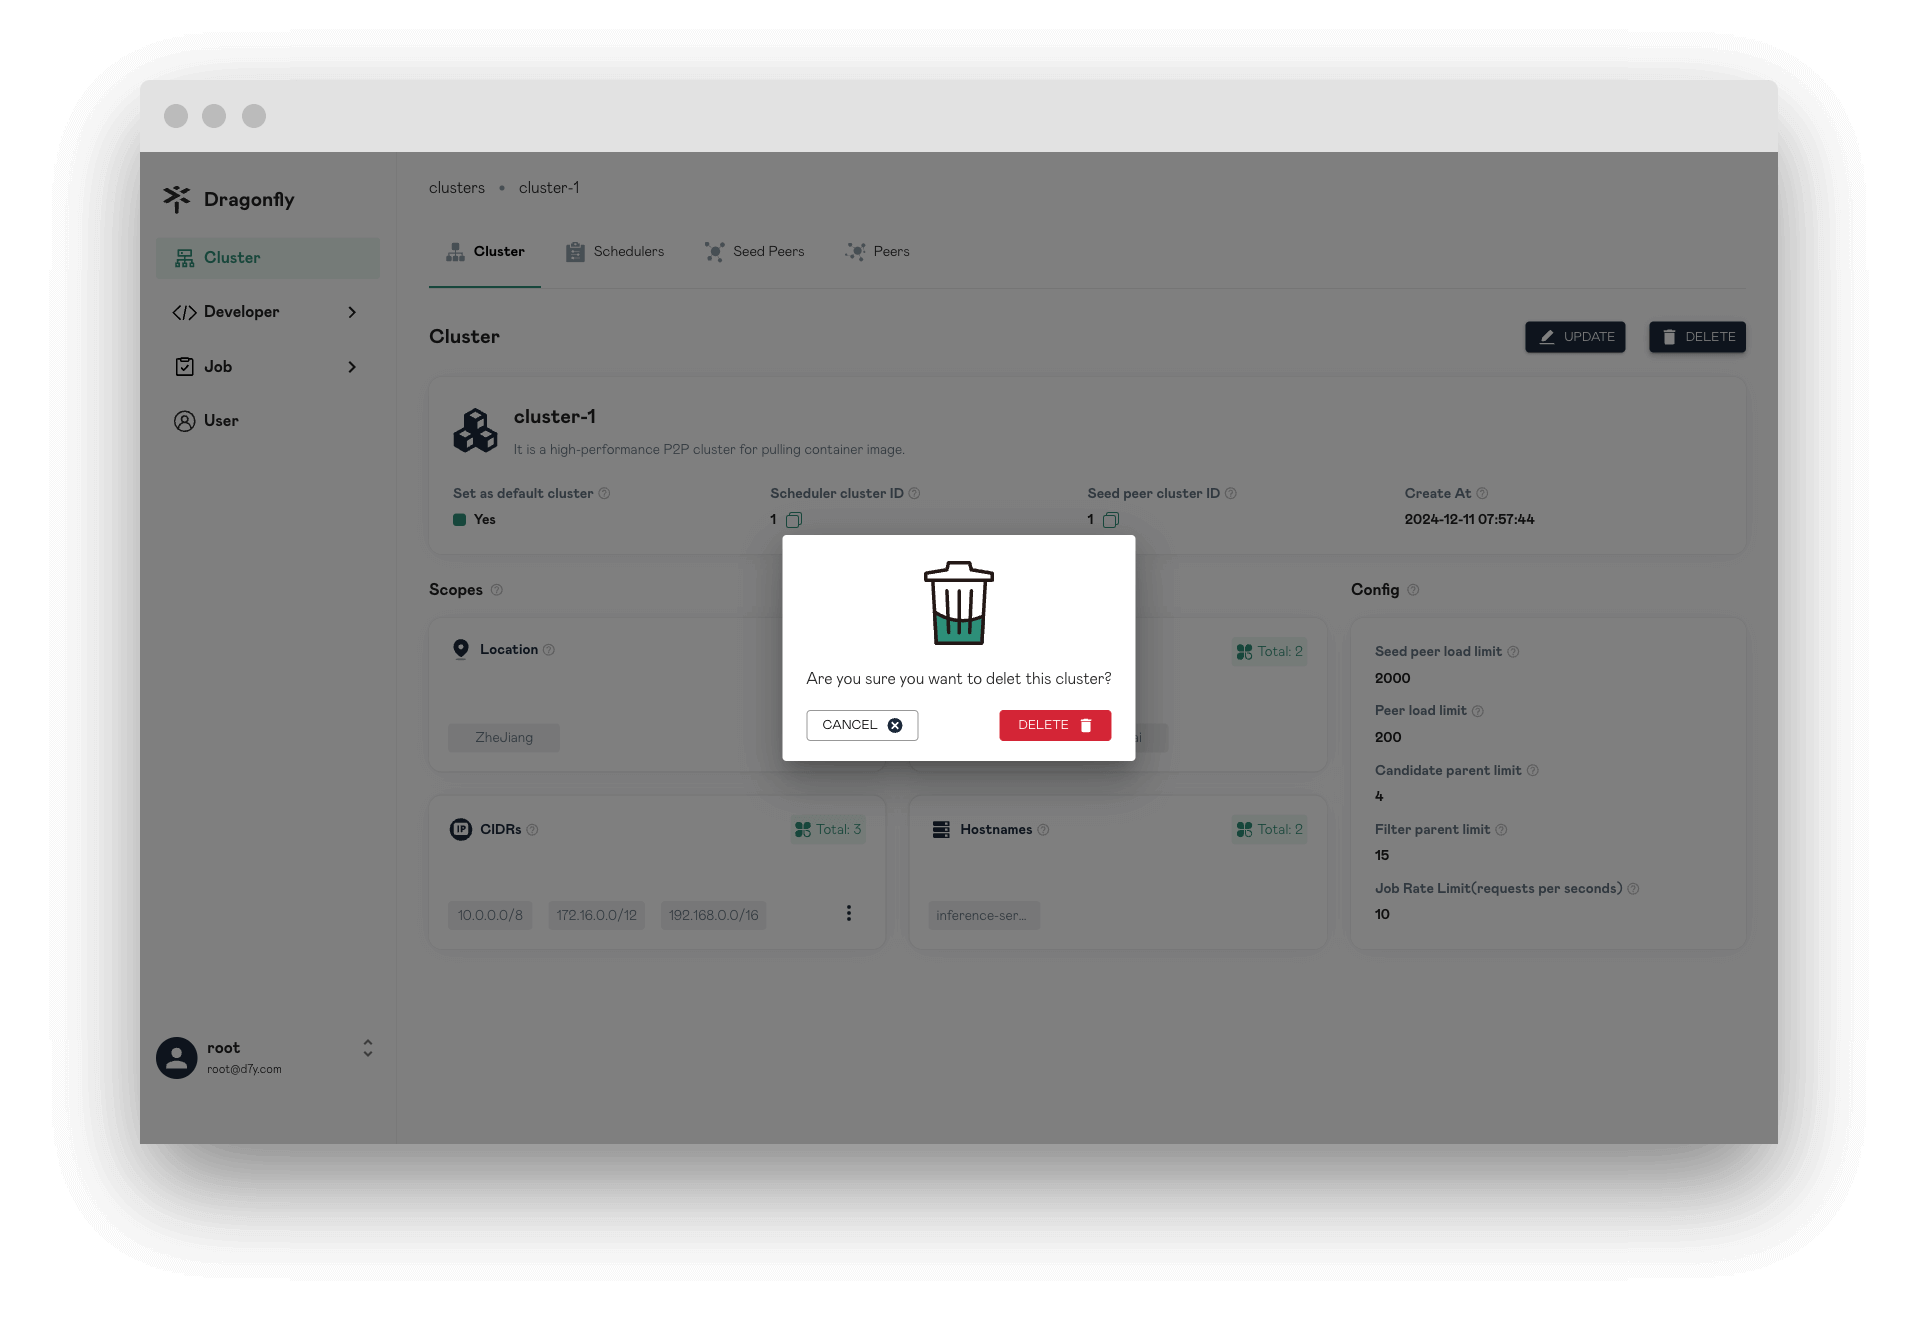 Dragonfly
Cluster
Developer
Job
User
root
root@d7y.com
clusters • cluster-1
Cluster Schedulers Seed Peers Peers
Cluster
UPDATE DELETE
cluster-1
It is a high-performance P2P cluster for pulling container image.
Set as default cluster Scheduler cluster ID Seed peer cluster ID Create At
Yes 1 1 2024-12-11 07:57:44
Scopes
Location
ZheJiang
Total: 2
CIDRs Total: 3
10.0.0.0/8 172.16.0.0/12 192.168.0.0/16
Hostnames Total: 2
inference-ser...
Config
Seed peer load limit
2000
Peer load limit
200
Candidate parent limit
4
Filter parent limit
15
Job Rate Limit(requests per seconds)
10
Are you sure you want to delet this cluster?
CANCEL DELETE